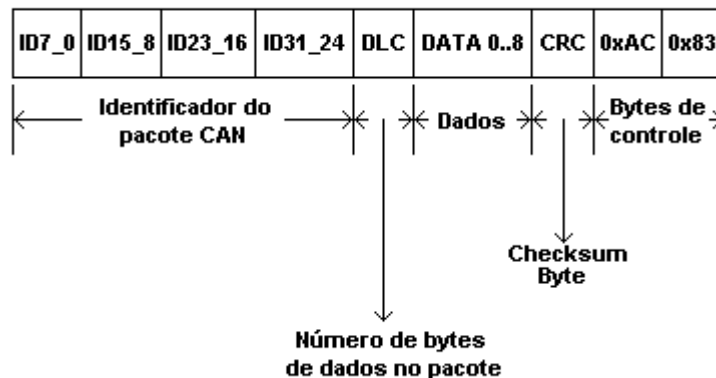 ID7_0 ID15_8 ID23_16 ID31_24 DLC DATA 0..8 CRC 0xAC 0x83
Identificador do
pacote CAN
Dados
Bytes de
controle
Checksum
Byte
Número de bytes
de dados no pacote